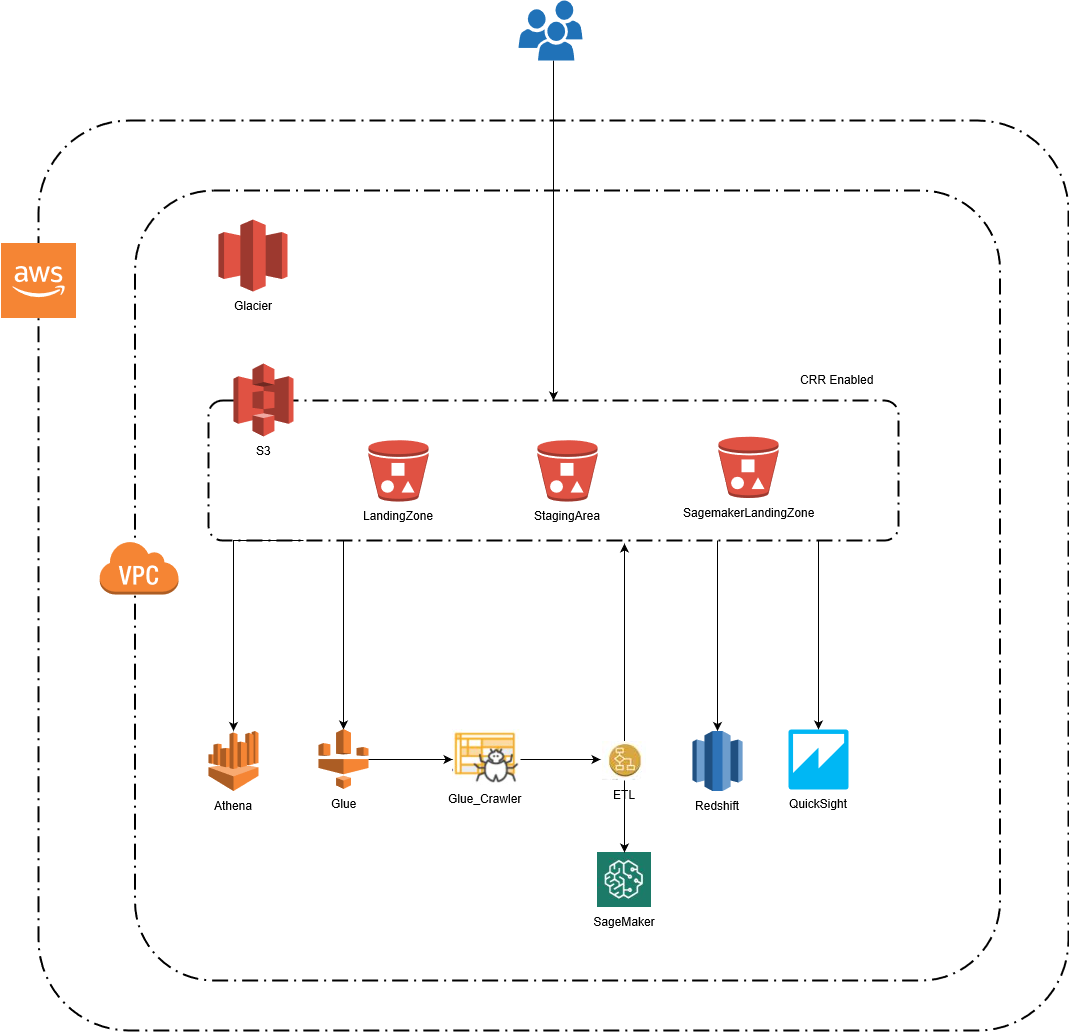 aws
Glacier
CRR Enabled
S3
LandingZone
StagingArea
SagemakerLandingZone
VPC
Athena
Glue
Glue_Crawler
ETL
Redshift
QuickSight
SageMaker